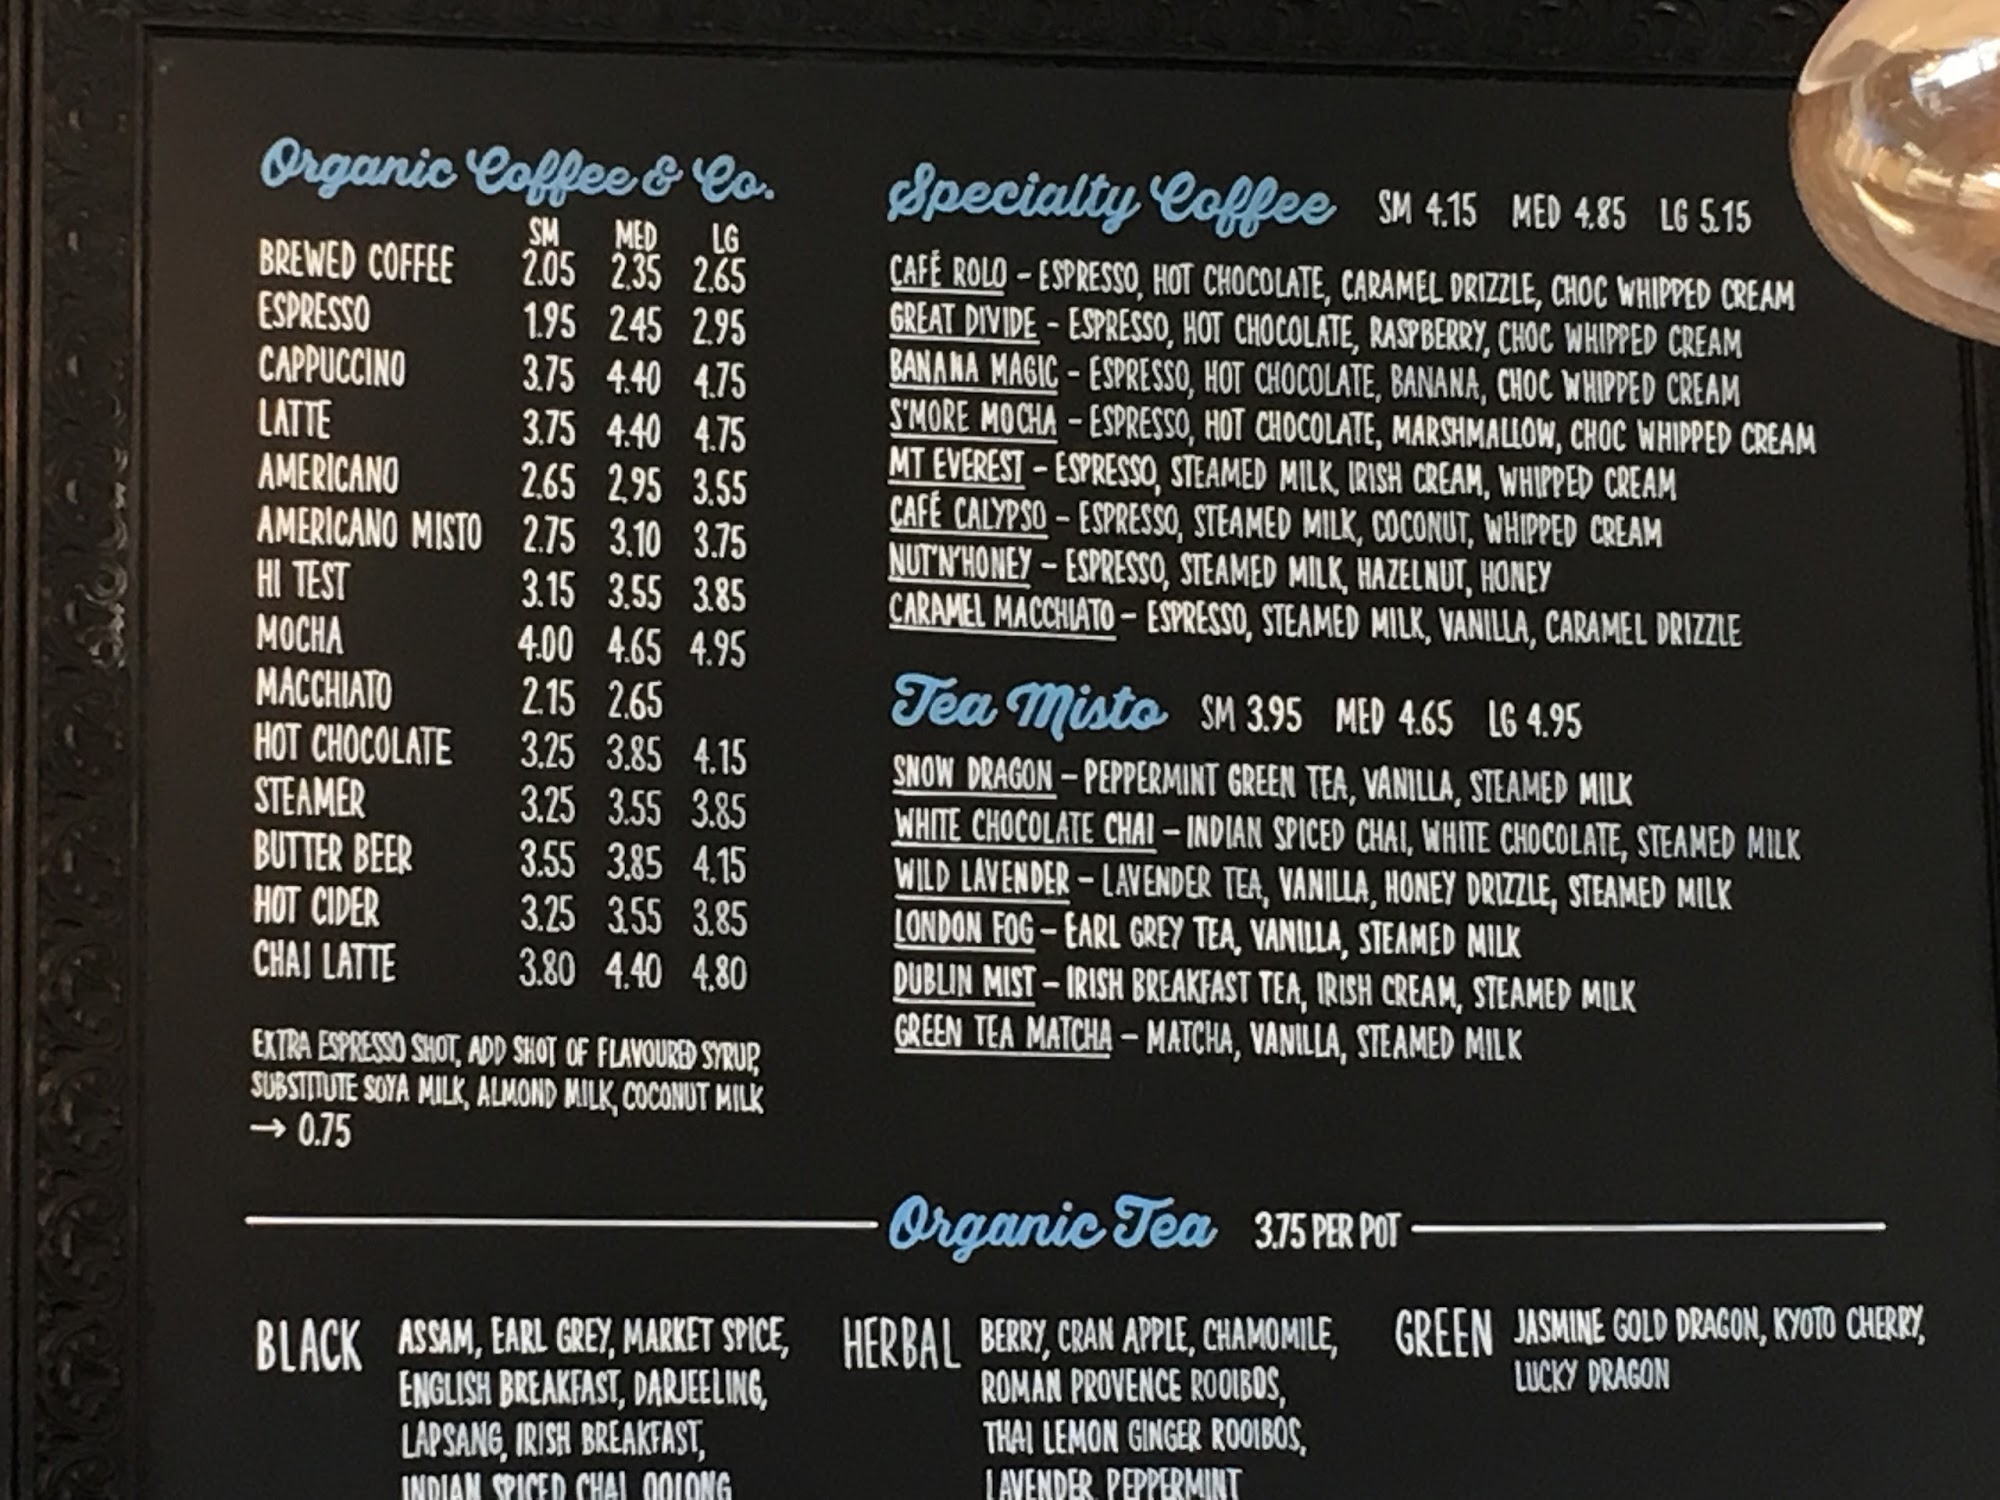 Organic Coffee & Co.
SM MED LG
BREWED COFFEE 2.05 2.35 2.65
ESPRESSO 1.95 2.45 2.95
CAPPUCCINO 3.75 4.40 4.75
LATTE 3.75 4.40 4.75
AMERICANO 2.65 2.95 3.55
AMERICANO MISTO 2.75 3.10 3.75
HI TEST 3.15 3.55 3.85
MOCHA 4.00 4.65 4.95
MACCHIATO 2.15 2.65
HOT CHOCOLATE 3.25 3.85 4.15
STEAMER 3.25 3.55 3.85
BUTTER BEER 3.55 3.85 4.15
HOT CIDER 3.25 3.55 3.85
CHAI LATTE 3.80 4.40 4.80
EXTRA ESPRESSO SHOT, ADD SHOT OF FLAVOURED SYRUP,
SUBSTITUTE SOYA MILK, ALMOND MILK, COCONUT MILK
→ 0.75
Specialty Coffee SM 4.15 MED 4.85 LG 5.15
CAFÉ ROLO – ESPRESSO, HOT CHOCOLATE, CARAMEL DRIZZLE, CHOC WHIPPED CREAM
GREAT DIVIDE – ESPRESSO, HOT CHOCOLATE, RASPBERRY, CHOC WHIPPED CREAM
BANANA MAGIC – ESPRESSO, HOT CHOCOLATE, BANANA, CHOC WHIPPED CREAM
S'MORE MOCHA – ESPRESSO, HOT CHOCOLATE, MARSHMALLOW, CHOC WHIPPED CREAM
MT EVEREST – ESPRESSO, STEAMED MILK, IRISH CREAM, WHIPPED CREAM
CAFÉ CALYPSO – ESPRESSO, STEAMED MILK, COCONUT, WHIPPED CREAM
NUT'N'HONEY – ESPRESSO, STEAMED MILK, HAZELNUT, HONEY
CARAMEL MACCHIATO – ESPRESSO, STEAMED MILK, VANILLA, CARAMEL DRIZZLE
Tea Misto SM 3.95 MED 4.65 LG 4.95
SNOW DRAGON – PEPPERMINT GREEN TEA, VANILLA, STEAMED MILK
WHITE CHOCOLATE CHAI – INDIAN SPICED CHAI, WHITE CHOCOLATE, STEAMED MILK
WILD LAVENDER – LAVENDER TEA, VANILLA, HONEY DRIZZLE, STEAMED MILK
LONDON FOG – EARL GREY TEA, VANILLA, STEAMED MILK
DUBLIN MIST – IRISH BREAKFAST TEA, IRISH CREAM, STEAMED MILK
GREEN TEA MATCHA – MATCHA, VANILLA, STEAMED MILK
Organic Tea 3.75 PER POT
BLACK ASSAM, EARL GREY, MARKET SPICE,
ENGLISH BREAKFAST, DARJEELING,
LAPSANG, IRISH BREAKFAST,
INDIAN SPICED CHAI, OOLONG
HERBAL BERRY, CRAN APPLE, CHAMOMILE,
ROMAN PROVENCE ROOIBOS,
THAI LEMON GINGER ROOIBOS,
LAVENDER, PEPPERMINT
GREEN JASMINE GOLD DRAGON, KYOTO CHERRY,
LUCKY DRAGON